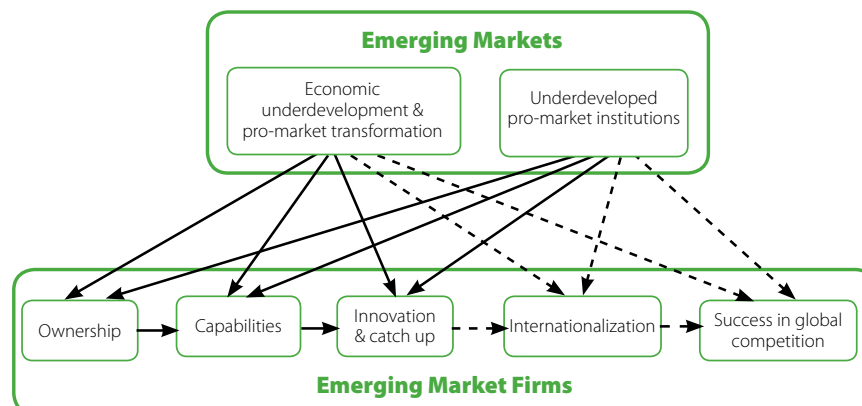 Emerging Markets
Economic
underdevelopment &
pro-market transformation
Underdeveloped
pro-market institutions
Ownership
Capabilities
Innovation
& catch up
Internationalization
Success in global
competition
Emerging Market Firms